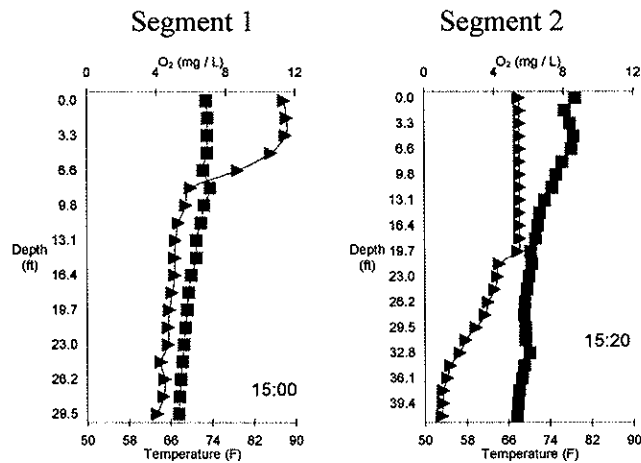 Segment 1
O₂ (mg / L)
0 4 8 12
0.0
3.3
6.6
9.8
Depth
(ft)
13.1
16.4
19.7
23.0
26.2
29.5
15:00
50 58 66 74 82 90
Temperature (F)
Segment 2
O₂ (mg / L)
0 4 8 12
0.0
3.3
6.6
9.8
13.1
16.4
Depth
(ft)
19.7
23.0
26.2
29.5
32.8
36.1
39.4
15:20
50 58 66 74 82 90
Temperature (F)